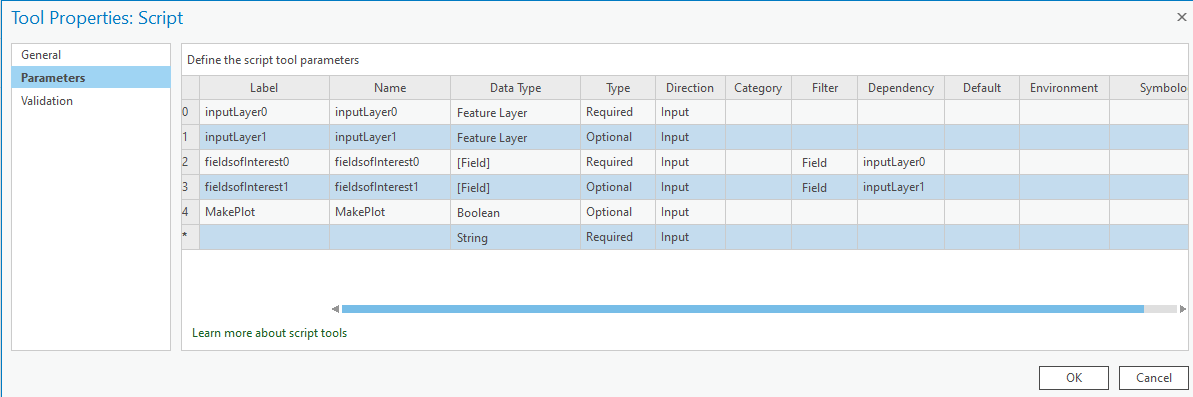 Tool Properties: Script
General
Parameters
Validation
Define the script tool parameters
Label Name Data Type Type Direction Category Filter Dependency Default Environment Symbolo
0 inputLayer0 inputLayer0 Feature Layer Required Input
1 inputLayer1 inputLayer1 Feature Layer Optional Input
2 fieldsofInterest0 fieldsofInterest0 [Field] Required Input Field inputLayer0
3 fieldsofInterest1 fieldsofInterest1 [Field] Optional Input Field inputLayer1
4 MakePlot MakePlot Boolean Optional Input
* String Required Input
Learn more about script tools
OK Cancel